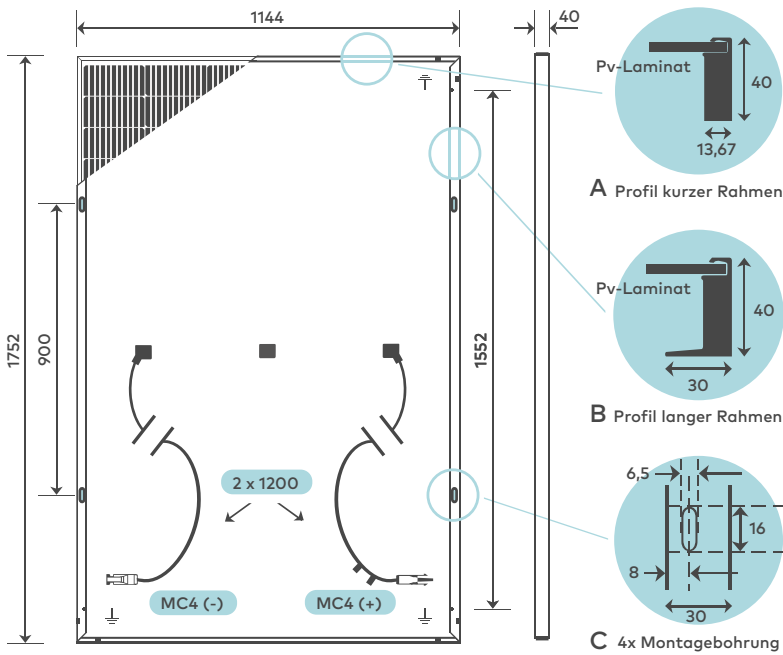 1144
40
Pv-Laminat
40
13,67
A Profil kurzer Rahmen
1752
900
1552
Pv-Laminat
40
30
B Profil langer Rahmen
2 x 1200
6,5
16
8
30
MC4 (-)
MC4 (+)
C 4x Montagebohrung